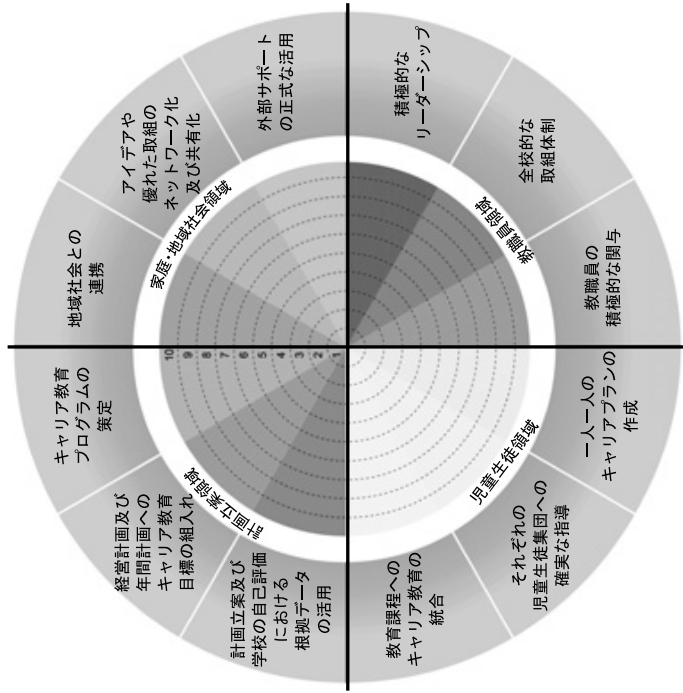 外部サポート
の正式な活用
アイデアや
優れた取組の
ネットワーク化
及び共有化
地域社会との
連携
家庭・地域社会領域
積極的な
リーダーシップ
全校的な
取組体制
教職員の
積極的な関与
教職員領域
10 9 8 7 6 5 4 3 2 1
キャリア教育
プログラムの
策定
経営計画及び
年間計画への
キャリア教育
目標の組入れ
計画立案及び
学校の自己評価
における
根拠データ
の活用
計画立案領域
一人一人の
キャリアプランの
作成
それぞれの
児童生徒集団への
確実な指導
教育課程への
キャリア教育の
統合
児童生徒領域